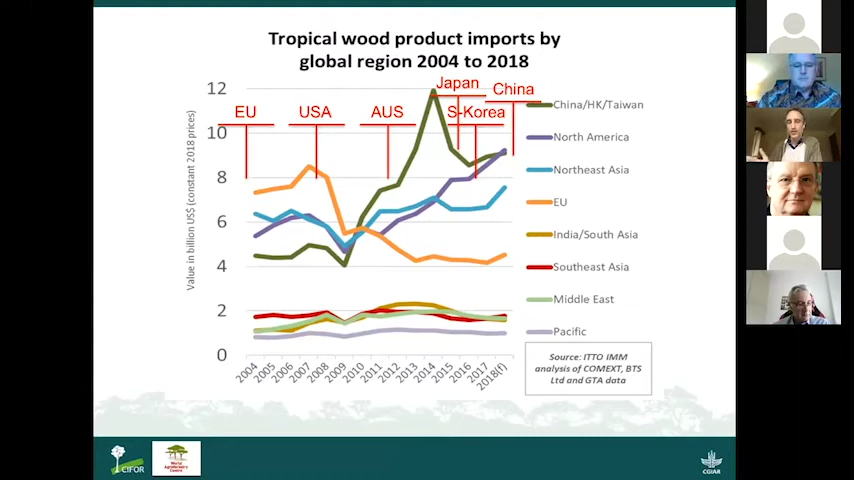 Tropical wood product imports by
global region 2004 to 2018
Value in billion US$ (constant 2018 prices)
12
10
8
6
4
2
0
EU
USA
AUS
Japan
S-Korea
China
2004
2005
2006
2007
2008
2009
2010
2011
2012
2013
2014
2015
2016
2017
2018(f)
China/HK/Taiwan
North America
Northeast Asia
EU
India/South Asia
Southeast Asia
Middle East
Pacific
Source: ITTO IMM
analysis of COMEXT, BTS
Ltd and GTA data
CIFOR
World
Agroforestry
Centre
CGIAR